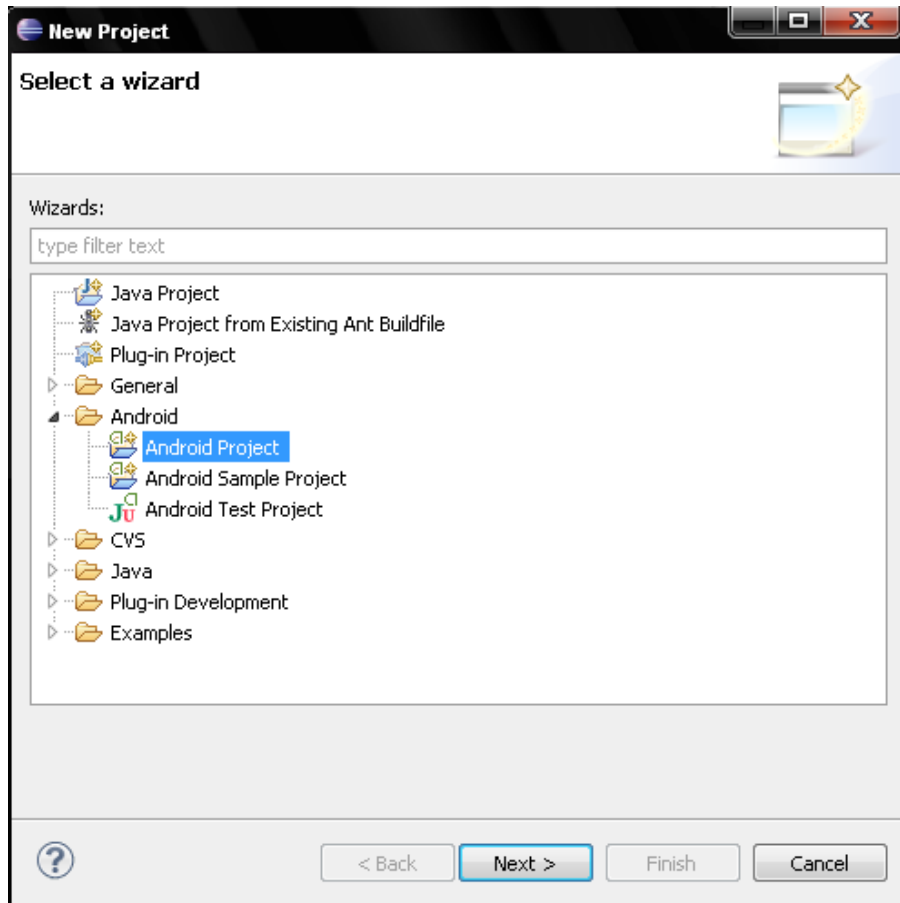 New Project
Select a wizard
Wizards:
type filter text
Java Project
Java Project from Existing Ant Buildfile
Plug-in Project
General
Android
Android Project
Android Sample Project
Android Test Project
CVS
Java
Plug-in Development
Examples
< Back Next > Finish Cancel